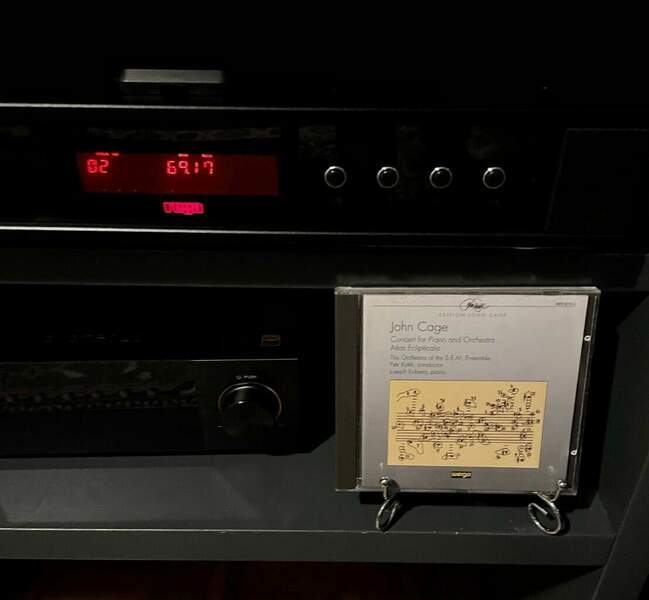 02 69.17
PUSH
EDITION JOHN CAGE
John Cage
Concert for Piano and Orchestra
Atlas Eclipticalis
The Orchestra of the S.E.M. Ensemble
Petr Kotik, conductor
Joseph Kubera, piano
wergo